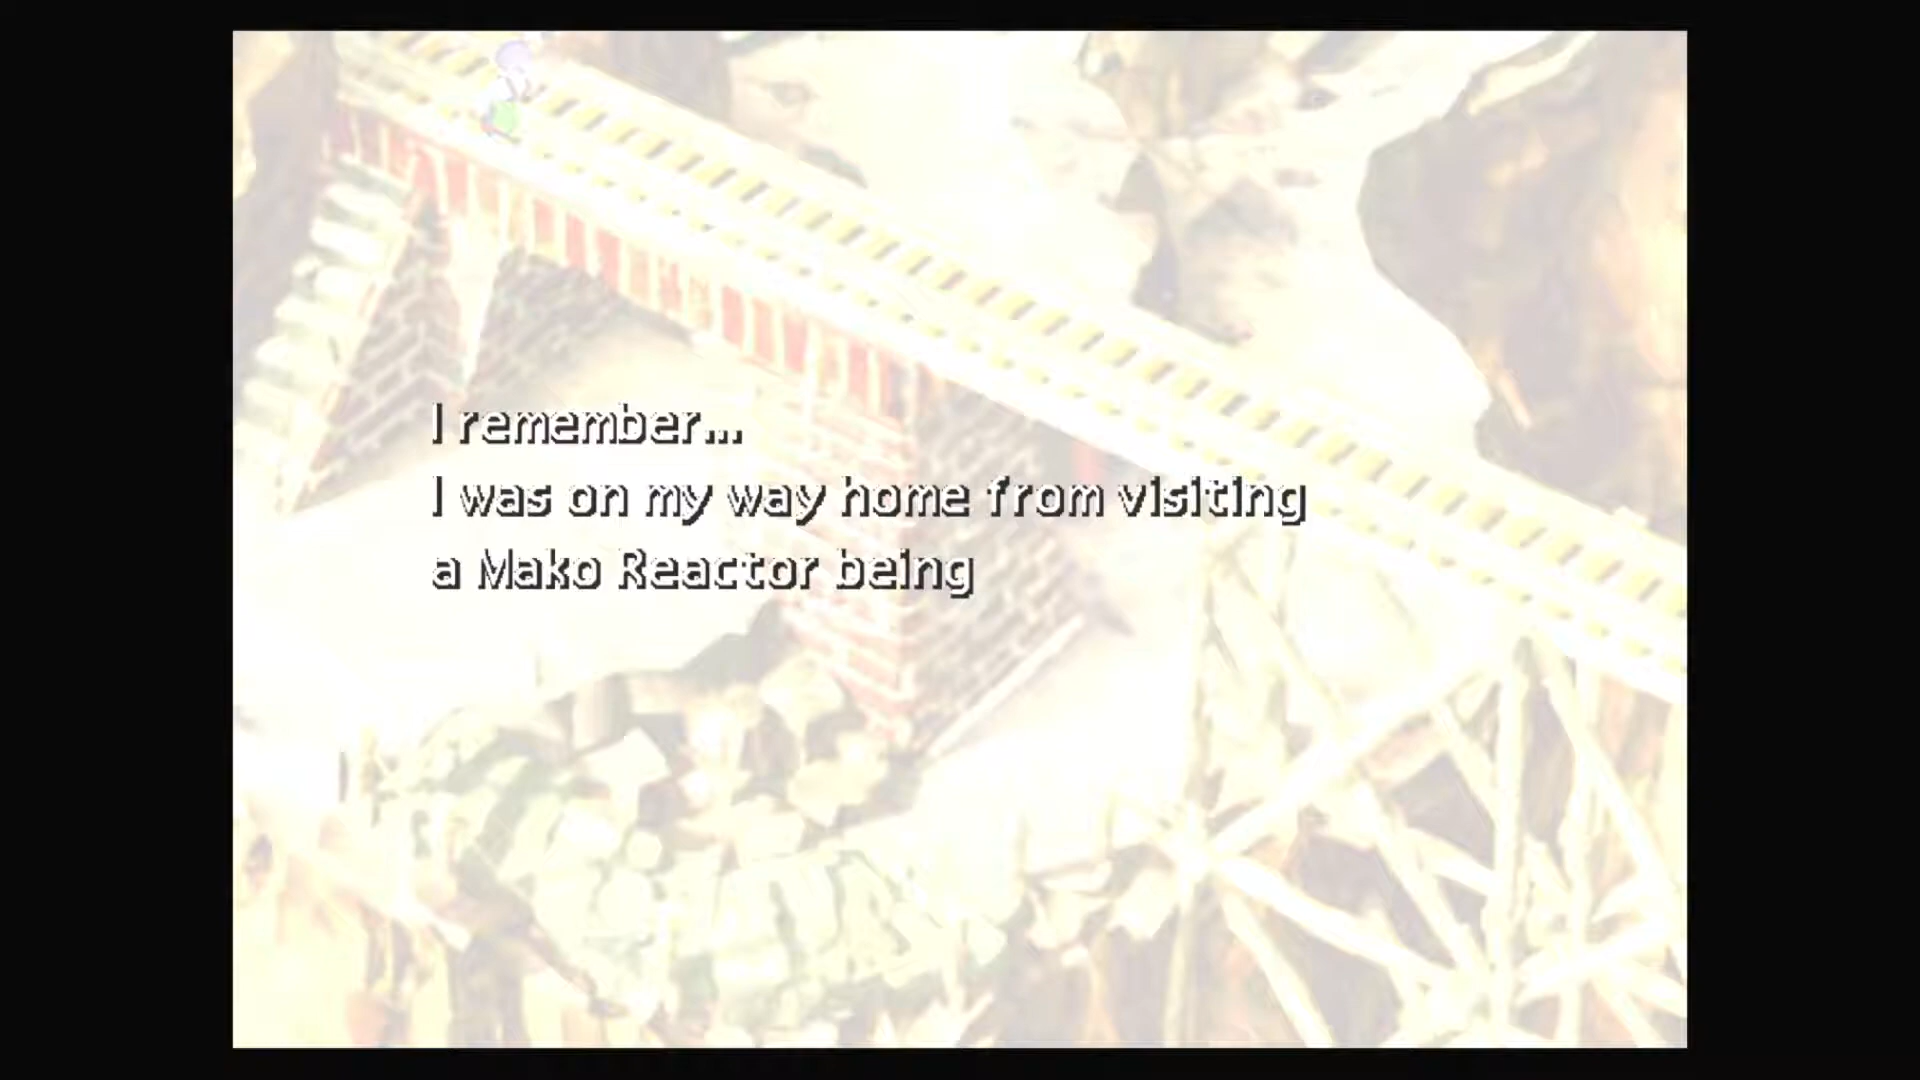 I remember...
I was on my way home from visiting
a Mako Reactor being